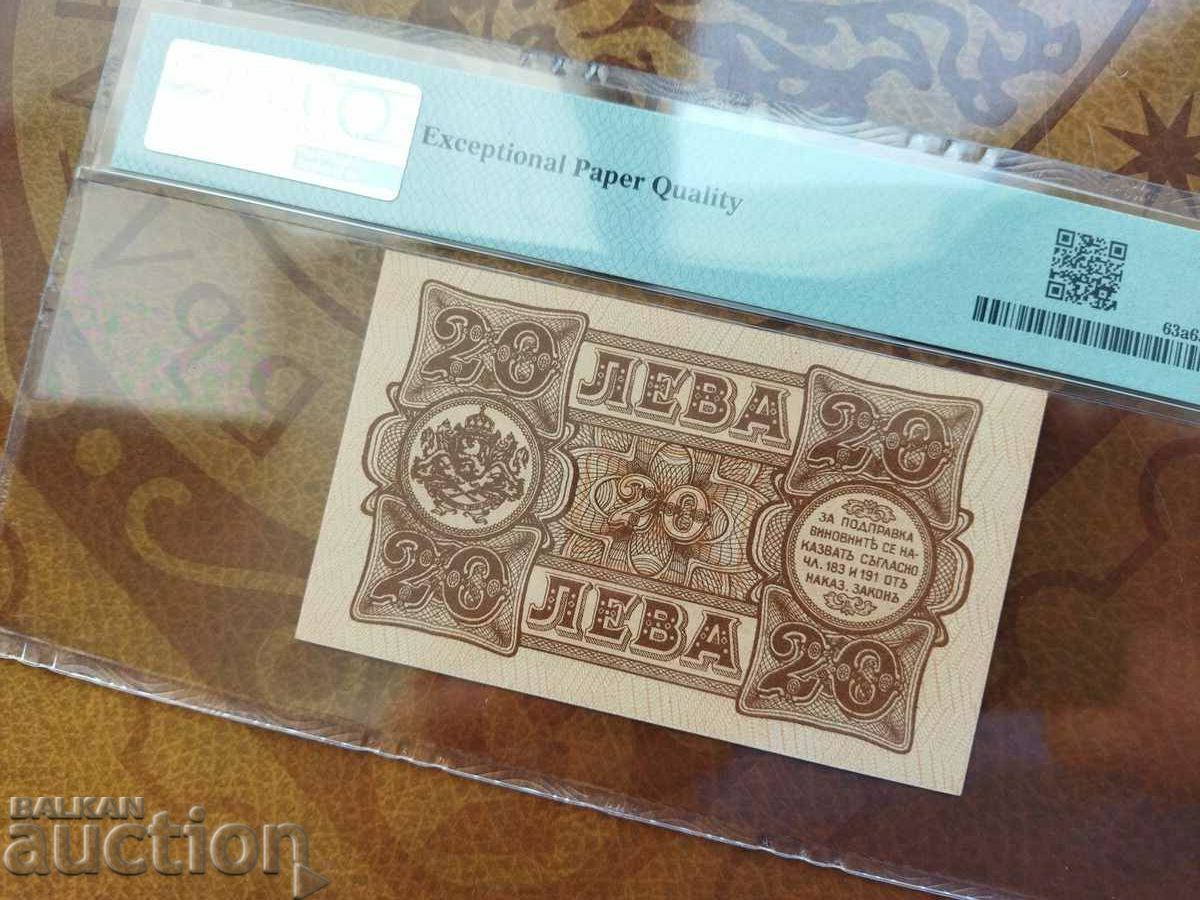 Exceptional Paper Quality
63a6
20 ЛЕВА 20
20
ЗА ПОДПРАВКА
ВИНОВНИТѢ СЕ НА-
КАЗВАТЪ СЪГЛАСНО
ЧЛ. 183 И 191 ОТЪ
НАКАЗ. ЗАКОНЪ
20 ЛЕВА 20
BALKAN
auction